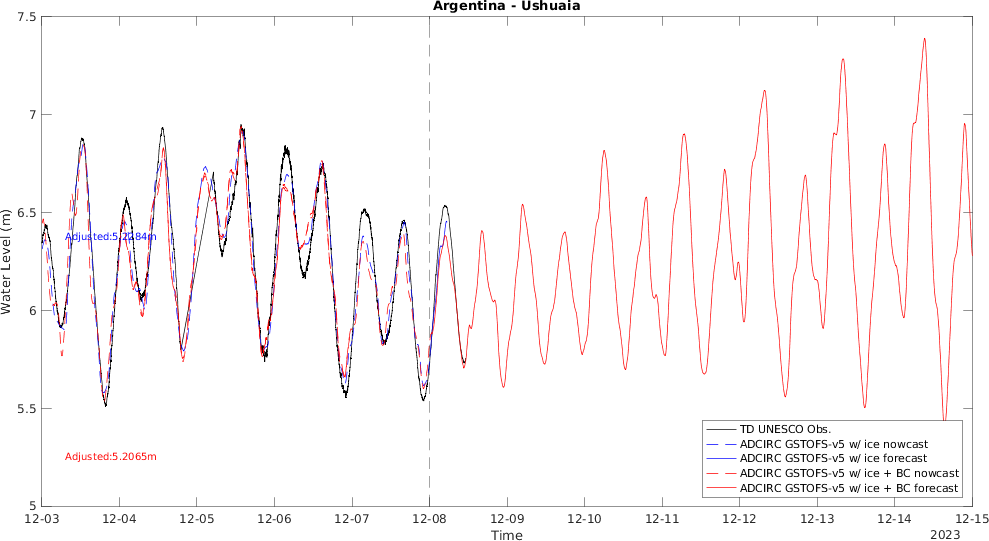 Argentina - Ushuaia
7.5
7
6.5
6
5.5
5
Water Level (m)
Adjusted:5.2184m
Adjusted:5.2065m
TD UNESCO Obs.
ADCIRC GSTOFS-v5 w/ ice nowcast
ADCIRC GSTOFS-v5 w/ ice forecast
ADCIRC GSTOFS-v5 w/ ice + BC nowcast
ADCIRC GSTOFS-v5 w/ ice + BC forecast
12-03 12-04 12-05 12-06 12-07 12-08 12-09 12-10 12-11 12-12 12-13 12-14 12-15
Time
2023